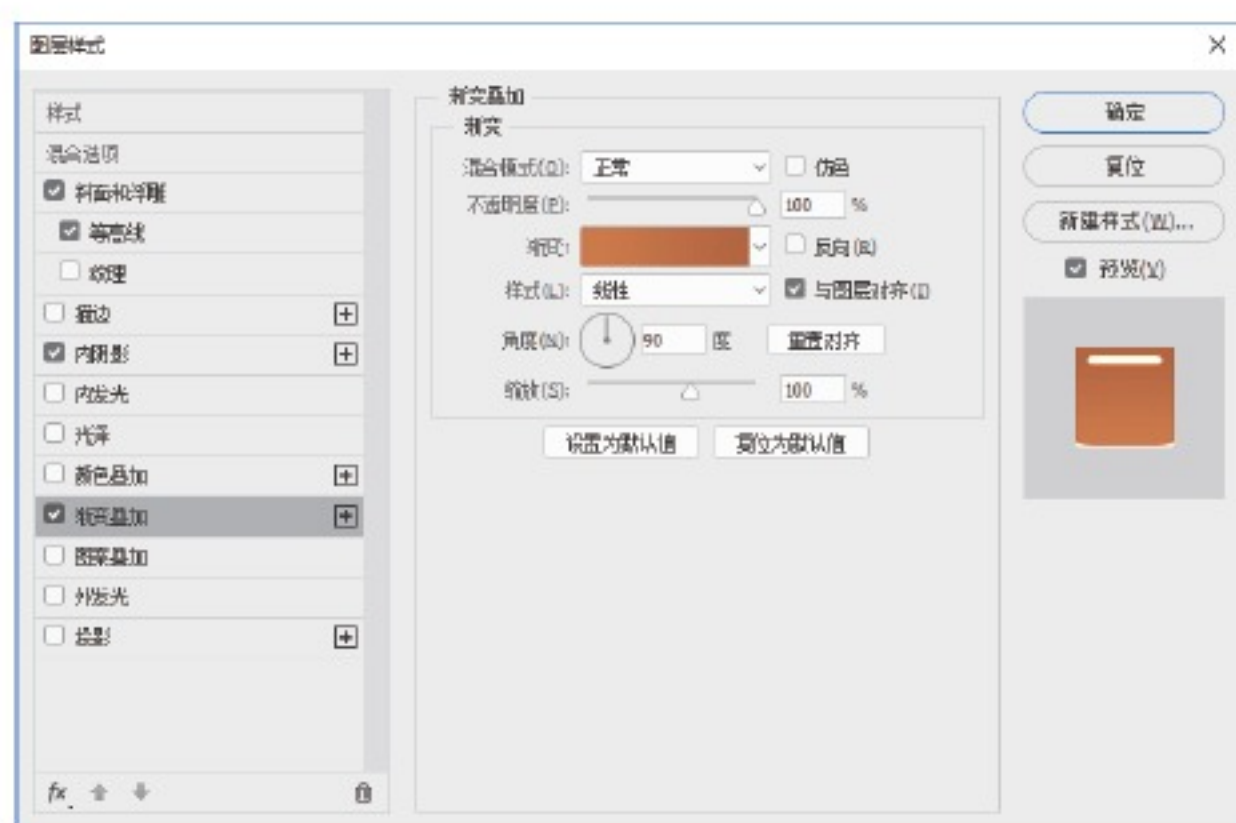 图层样式
样式
混合选项
斜面和浮雕
等高线
纹理
描边
内阴影
内发光
光泽
颜色叠加
渐变叠加
图案叠加
外发光
投影
fx
渐变叠加
渐变
混合模式(O): 正常 仿色
不透明度(P): 100 %
渐变: 反向(R)
样式(L): 线性 与图层对齐(I)
角度(N): 90 度 重置对齐
缩放(S): 100 %
设置为默认值 复位为默认值
确定
复位
新建样式(W)...
预览(V)